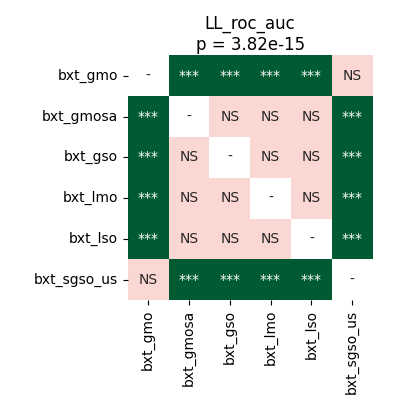 LL_roc_auc
p = 3.82e-15
bxt_gmo - *** *** *** *** NS
bxt_gmosa *** - NS NS NS ***
bxt_gso *** NS - NS NS ***
bxt_lmo *** NS NS - NS ***
bxt_lso *** NS NS NS - ***
bxt_sgso_us NS *** *** *** *** -
bxt_gmo
bxt_gmosa
bxt_gso
bxt_lmo
bxt_lso
bxt_sgso_us